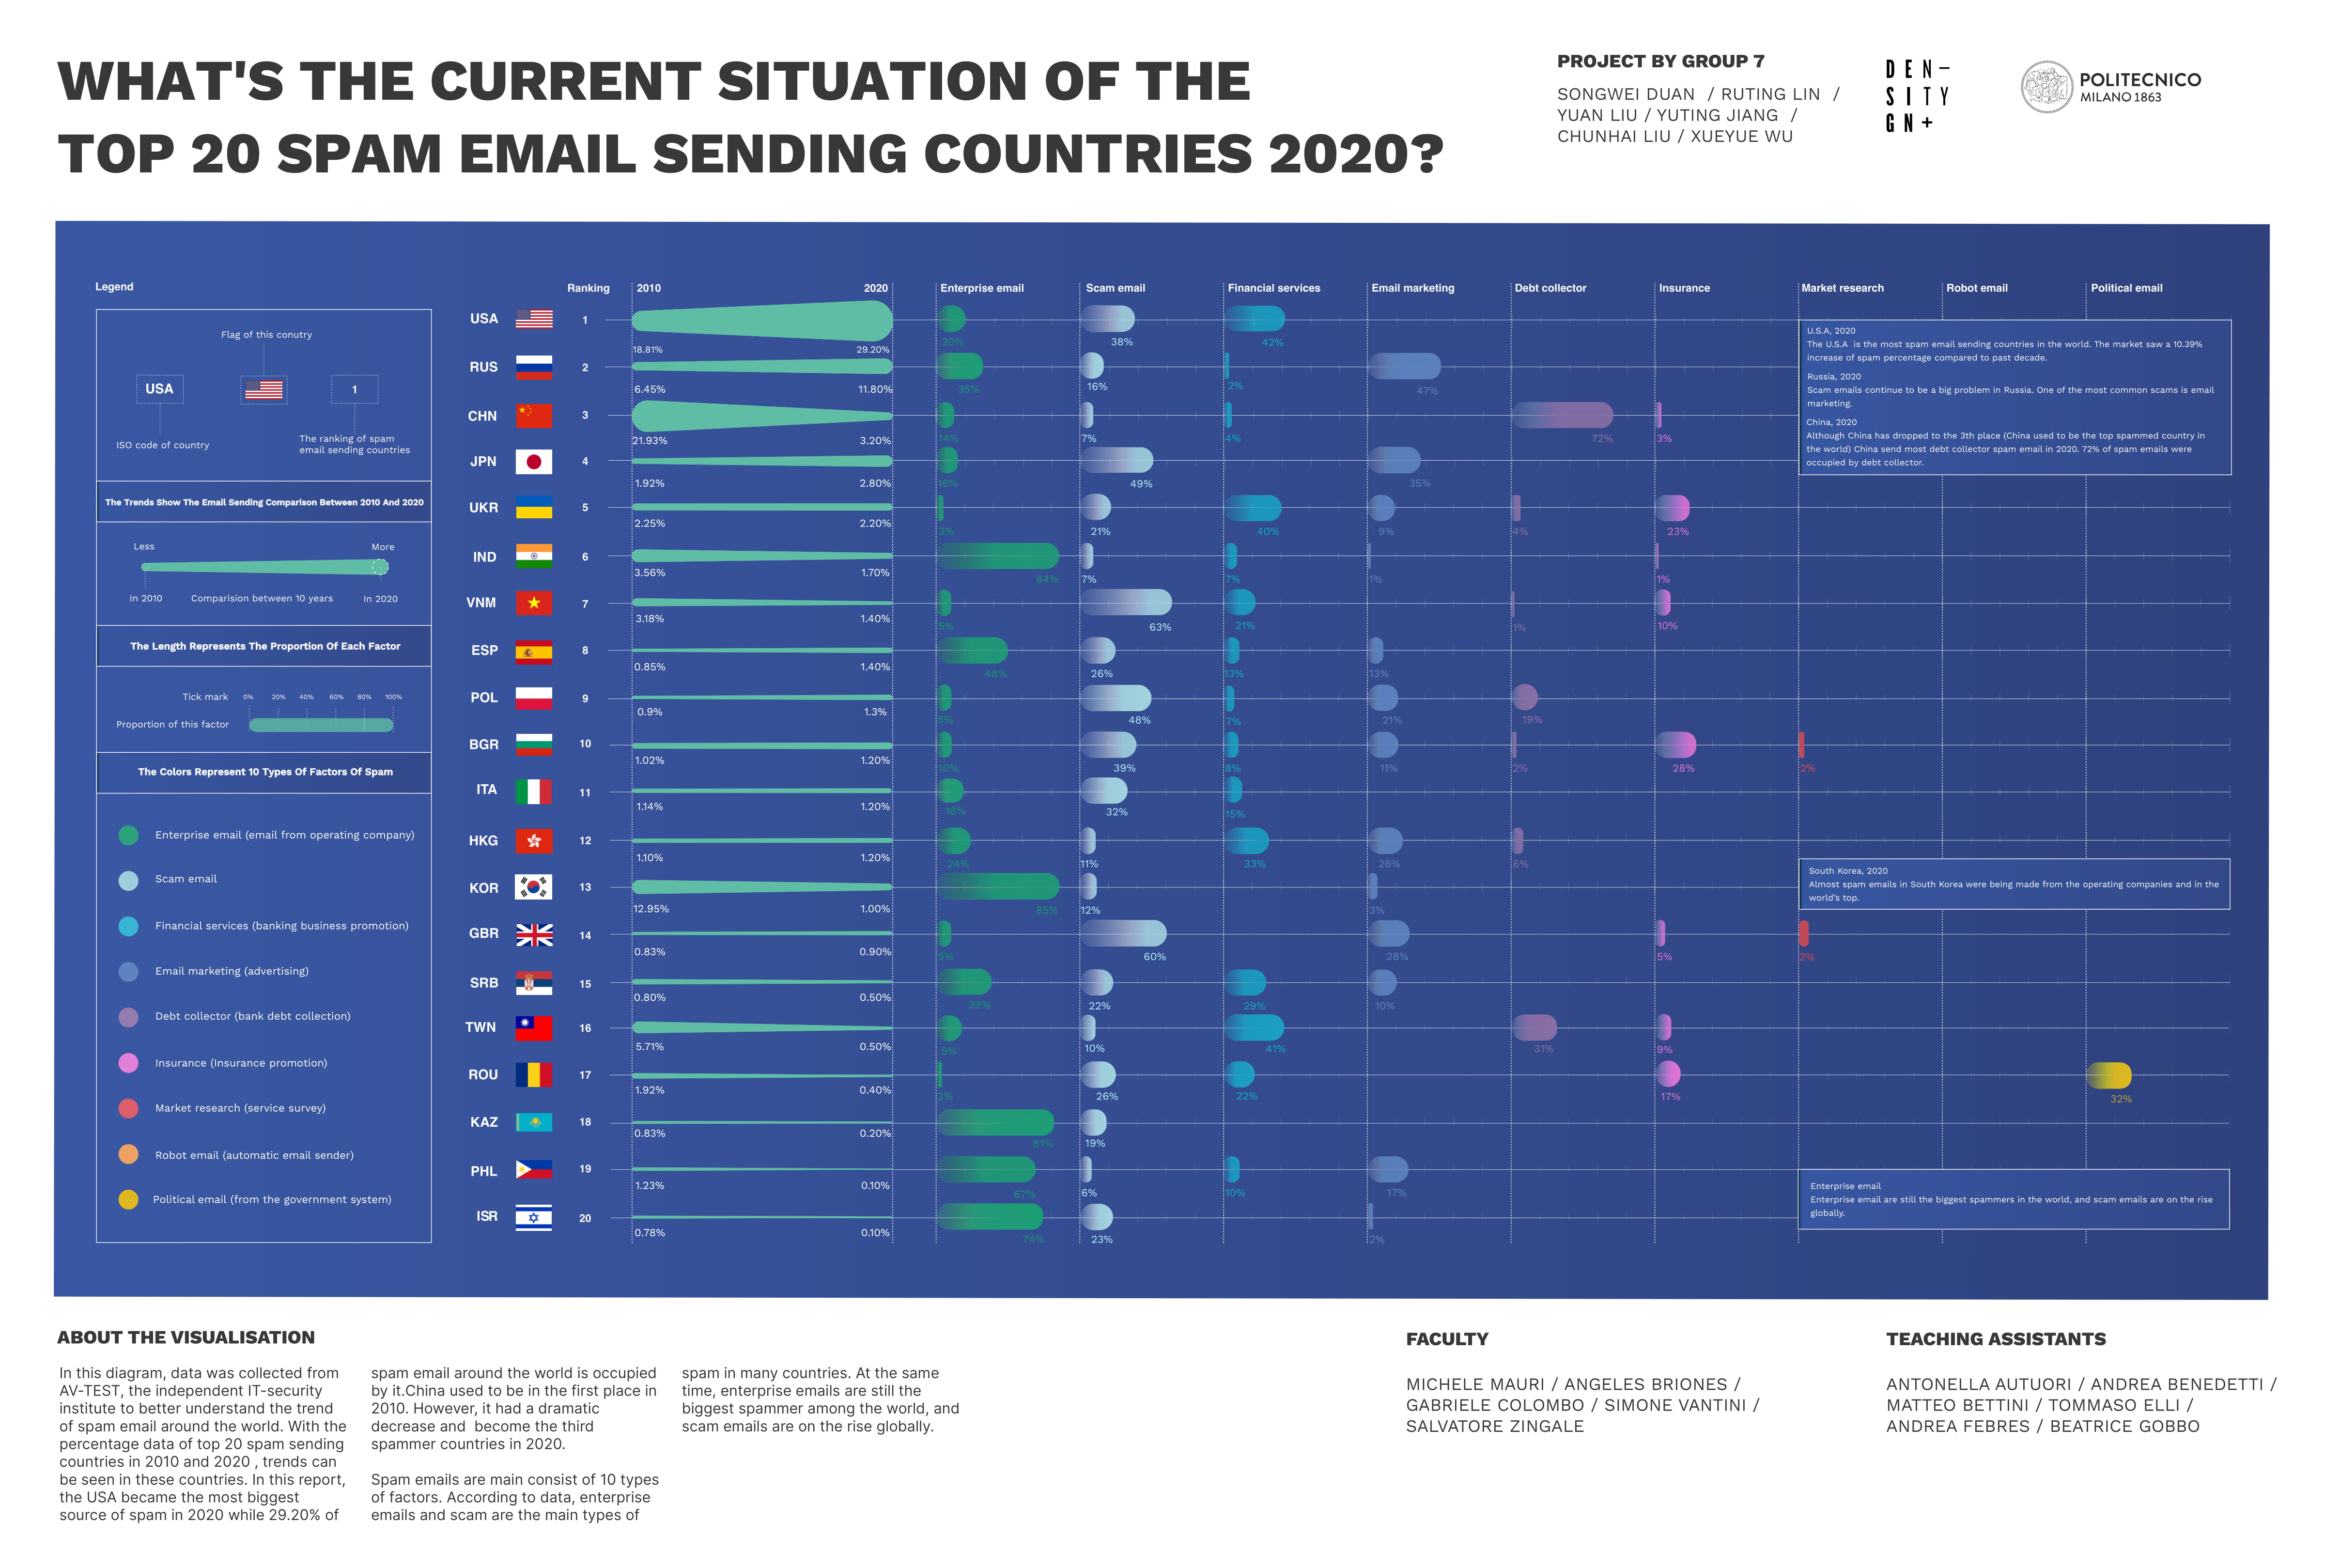 WHAT'S THE CURRENT SITUATION OF THE
TOP 20 SPAM EMAIL SENDING COUNTRIES 2020?
PROJECT BY GROUP 7
SONGWEI DUAN / RUTING LIN /
YUAN LIU / YUTING JIANG /
CHUNHAI LIU / XUEYUE WU
DEN–
SITY
GN+
POLITECNICO
MILANO 1863
Legend
Flag of this conutry
USA
1
ISO code of country
The ranking of spam
email sending countries
The Trends Show The Email Sending Comparison Between 2010 And 2020
Less More
In 2010 Comparision between 10 years In 2020
The Length Represents The Proportion Of Each Factor
Tick mark 0% 20% 40% 60% 80% 100%
Proportion of this factor
The Colors Represent 10 Types Of Factors Of Spam
Enterprise email (email from operating company)
Scam email
Financial services (banking business promotion)
Email marketing (advertising)
Debt collector (bank debt collection)
Insurance (Insurance promotion)
Market research (service survey)
Robot email (automatic email sender)
Political email (from the government system)
Ranking 2010 2020 Enterprise email Scam email Financial services Email marketing Debt collector Insurance Market research Robot email Political email
USA 1
18.81% 29.20% 20% 38% 42%
RUS 2
6.45% 11.80% 35% 16% 2% 47%
CHN 3
21.93% 3.20% 14% 7% 4% 72% 3%
JPN 4
1.92% 2.80% 16% 49% 35%
UKR 5
2.25% 2.20% 3% 21% 40% 9% 4% 23%
IND 6
3.56% 1.70% 84% 7% 7% 1% 1%
VNM 7
3.18% 1.40% 5% 63% 21% 1% 10%
ESP 8
0.85% 1.40% 48% 26% 13% 13%
POL 9
0.9% 1.3% 5% 48% 7% 21% 19%
BGR 10
1.02% 1.20% 10% 39% 8% 11% 2% 28% 2%
ITA 11
1.14% 1.20% 18% 32% 15%
HKG 12
1.10% 1.20% 24% 11% 33% 26% 6%
KOR 13
12.95% 1.00% 85% 12% 3%
GBR 14
0.83% 0.90% 5% 60% 28% 5% 2%
SRB 15
0.80% 0.50% 39% 22% 29% 10%
TWN 16
5.71% 0.50% 9% 10% 41% 31% 9%
ROU 17
1.92% 0.40% 3% 26% 22% 17% 32%
KAZ 18
0.83% 0.20% 81% 19%
PHL 19
1.23% 0.10% 67% 6% 10% 17%
ISR 20
0.78% 0.10% 74% 23% 2%
U.S.A, 2020
The U.S.A is the most spam email sending countries in the world. The market saw a 10.39%
increase of spam percentage compared to past decade.
Russia, 2020
Scam emails continue to be a big problem in Russia. One of the most common scams is email
marketing.
China, 2020
Although China has dropped to the 3th place (China used to be the top spammed country in
the world) China send most debt collector spam email in 2020. 72% of spam emails were
occupied by debt collector.
South Korea, 2020
Almost spam emails in South Korea were being made from the operating companies and in the
world's top.
Enterprise email
Enterprise email are still the biggest spammers in the world, and scam emails are on the rise
globally.
ABOUT THE VISUALISATION
In this diagram, data was collected from
AV-TEST, the independent IT-security
institute to better understand the trend
of spam email around the world. With the
percentage data of top 20 spam sending
countries in 2010 and 2020 , trends can
be seen in these countries. In this report,
the USA became the most biggest
source of spam in 2020 while 29.20% of
spam email around the world is occupied
by it.China used to be in the first place in
2010. However, it had a dramatic
decrease and become the third
spammer countries in 2020.
Spam emails are main consist of 10 types
of factors. According to data, enterprise
emails and scam are the main types of
spam in many countries. At the same
time, enterprise emails are still the
biggest spammer among the world, and
scam emails are on the rise globally.
FACULTY
MICHELE MAURI / ANGELES BRIONES /
GABRIELE COLOMBO / SIMONE VANTINI /
SALVATORE ZINGALE
TEACHING ASSISTANTS
ANTONELLA AUTUORI / ANDREA BENEDETTI /
MATTEO BETTINI / TOMMASO ELLI /
ANDREA FEBRES / BEATRICE GOBBO